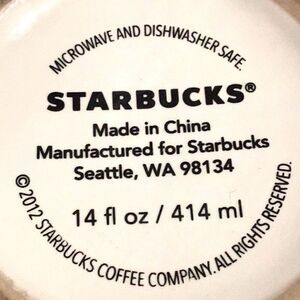 MICROWAVE AND DISHWASHER SAFE.
STARBUCKS®
Made in China
Manufactured for Starbucks
Seattle, WA 98134
14 fl oz / 414 ml
© 2012 STARBUCKS COFFEE COMPANY. ALL RIGHTS RESERVED.